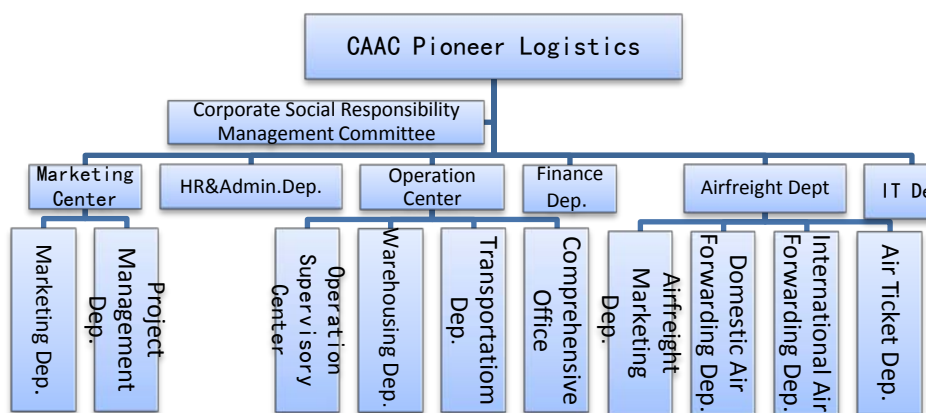 CAAC Pioneer Logistics
Corporate Social Responsibility
Management Committee
Marketing
Center
HR&Admin.Dep.
Operation
Center
Finance
Dep.
Airfreight Dept
IT De
Marketing Dep.
Project
Management
Dep.
Operation
Supervisory
Center
Warehousing Dep.
Transportatiom
Dep.
Comprehensive
Office
Airfreight
Marketing
Dep.
Domestic Air
Forwarding Dep.
International Air
Forwarding Dep.
Air Ticket Dep.